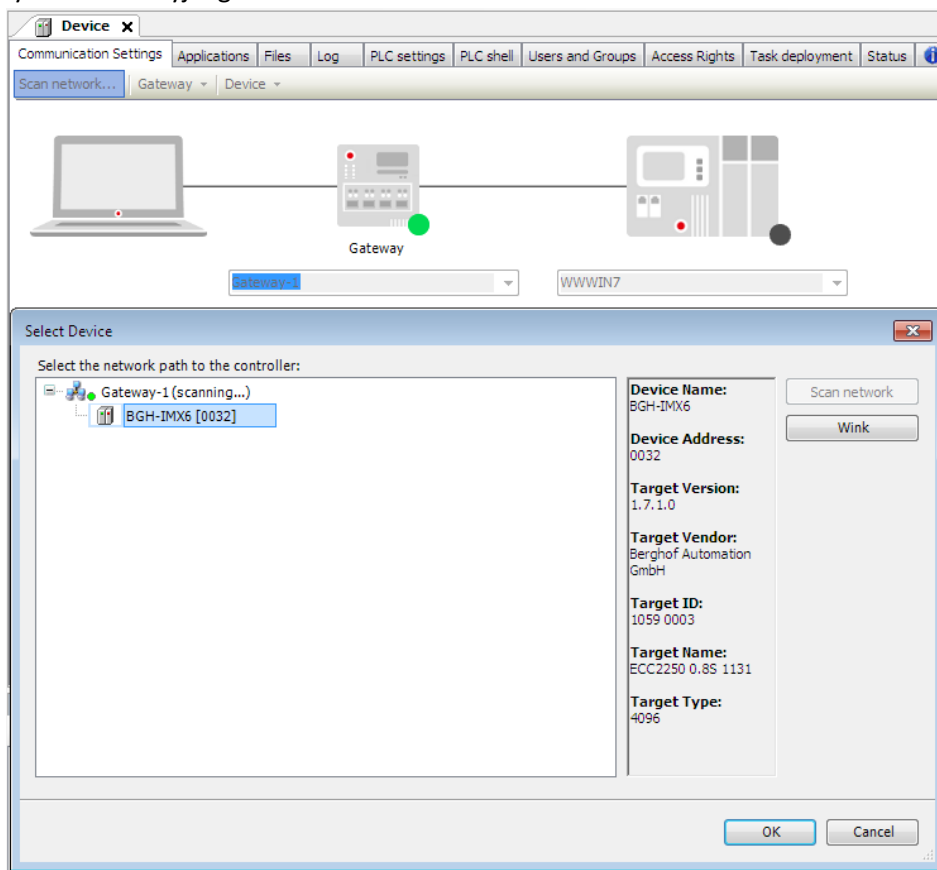 Device
Communication Settings Applications Files Log PLC settings PLC shell Users and Groups Access Rights Task deployment Status
Scan network... Gateway Device
Gateway
Gateway-1 WWWIN7
Select Device
Select the network path to the controller:
Gateway-1 (scanning...)
BGH-IMX6 [0032]
Device Name:
BGH-IMX6
Device Address:
0032
Target Version:
1.7.1.0
Target Vendor:
Berghof Automation
GmbH
Target ID:
1059 0003
Target Name:
ECC2250 0.8S 1131
Target Type:
4096
Scan network
Wink
OK Cancel